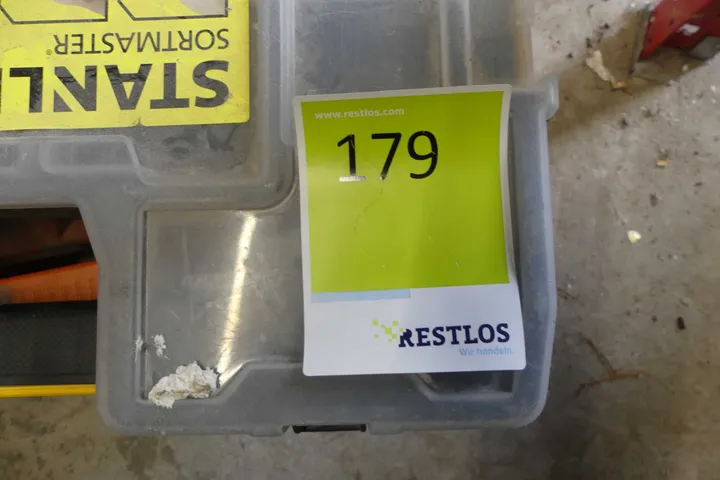 SORTMASTER
STANL
www.restlos.com
179
RESTLOS
Wir handeln.